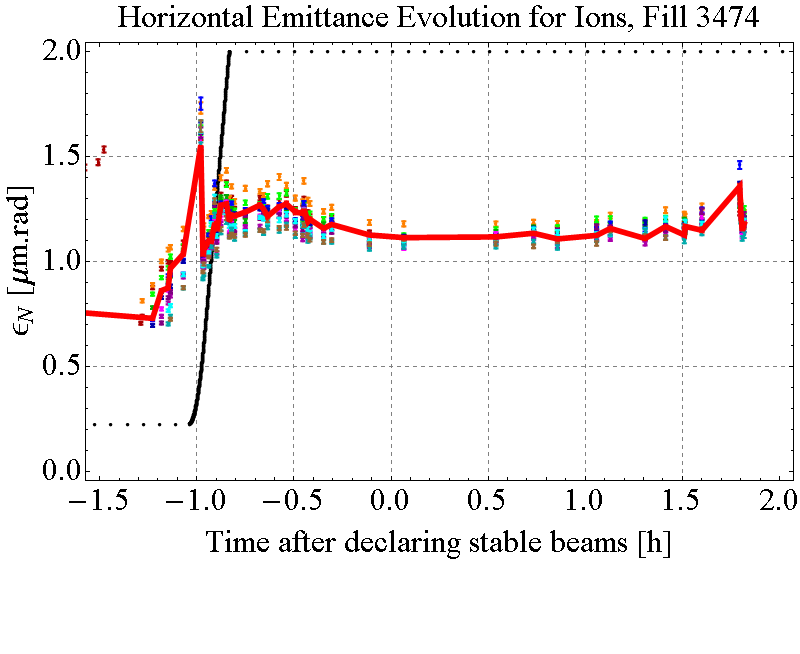 Horizontal Emittance Evolution for Ions, Fill 3474
2.0
1.5
1.0
0.5
0.0
ϵN [μm.rad]
−1.5 −1.0 −0.5 0.0 0.5 1.0 1.5 2.0
Time after declaring stable beams [h]